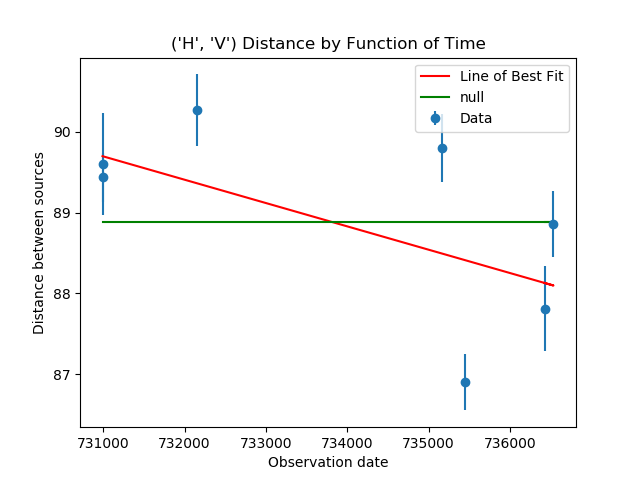 ('H', 'V') Distance by Function of Time
Line of Best Fit
null
Data
90
89
88
87
Distance between sources
731000 732000 733000 734000 735000 736000
Observation date